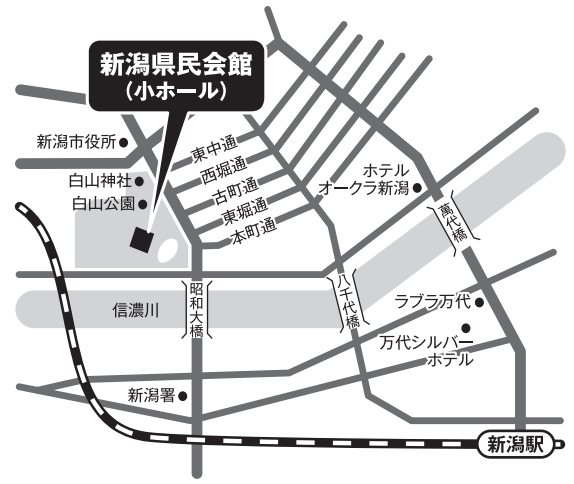 新潟県民会館
（小ホール）
新潟市役所
白山神社
白山公園
東中通
西堀通
古町通
東堀通
本町通
ホテル
オークラ新潟
萬代橋
八千代橋
昭和大橋
信濃川
ラブラ万代
万代シルバー
ホテル
新潟署
新潟駅